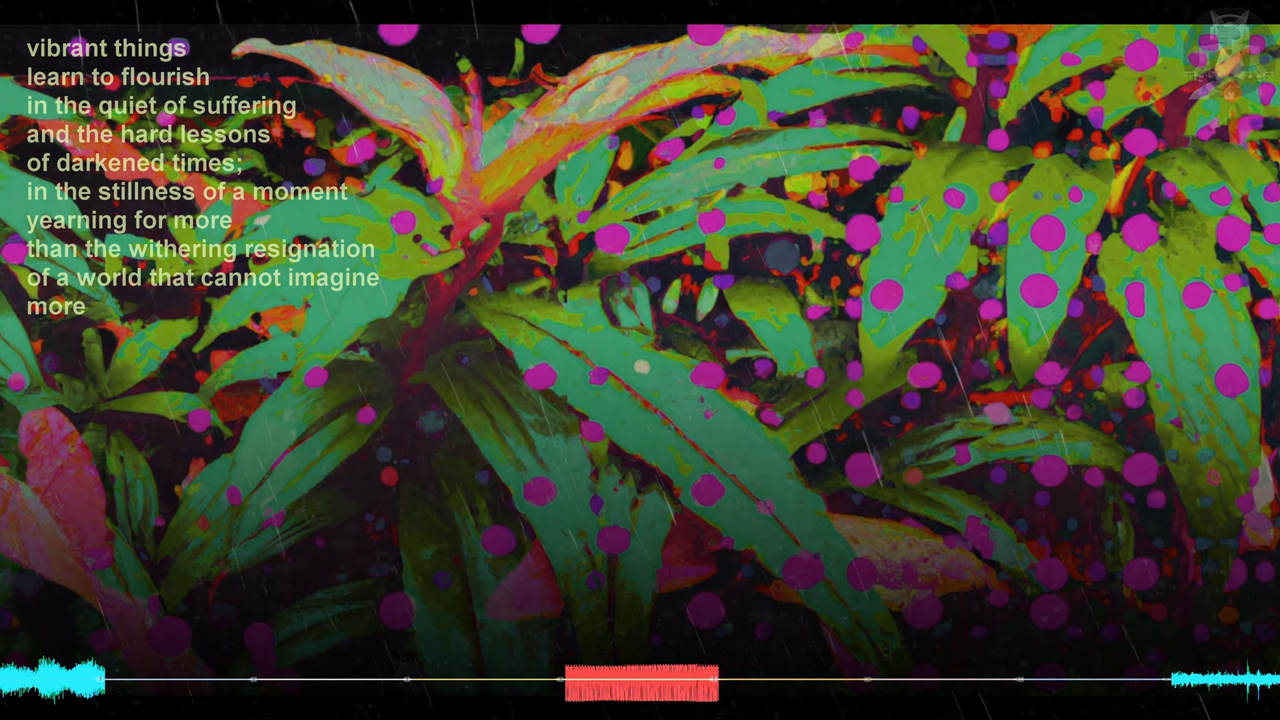 vibrant things
learn to flourish
in the quiet of suffering
and the hard lessons
of darkened times;
in the stillness of a moment
yearning for more
than the withering resignation
of a world that cannot imagine
more